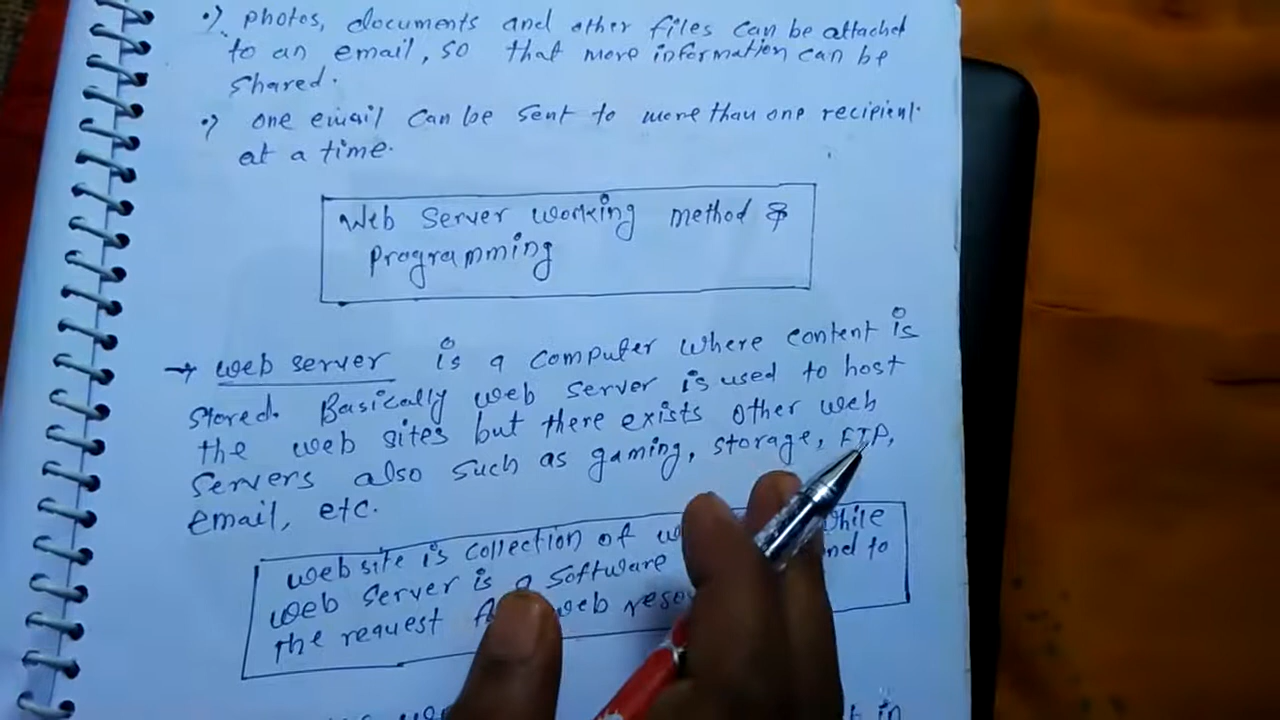 photos, documents and other files can be attached
to an email, so that more information can be
shared.
one email can be sent to more than one recipient
at a time.
Web Server working method &
programming
→ web server is a computer where content is
stored. Basically web server is used to host
the web sites but there exists other web
servers also such as gaming, storage, FTP,
email, etc.
Website is collection of while
web server is a software to
the request web
in